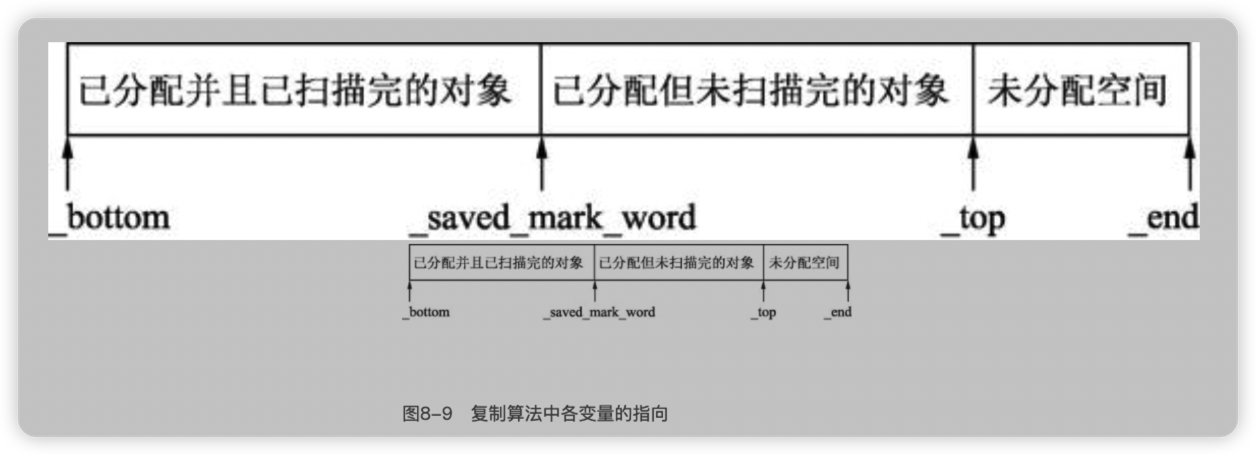 已分配并且已扫描完的对象 已分配但未扫描完的对象 未分配空间
_bottom _saved_mark_word _top _end
已分配并且已扫描完的对象 已分配但未扫描完的对象 未分配空间
_bottom _saved_mark_word _top _end
图8-9 复制算法中各变量的指向